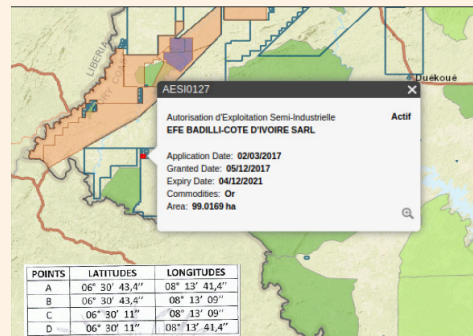 LIBERIA
Duékoué
AESI0127
Autorisation d'Exploitation Semi-Industrielle Actif
EFE BADILLI-COTE D'IVOIRE SARL
Application Date: 02/03/2017
Granted Date: 05/12/2017
Expiry Date: 04/12/2021
Commodities: Or
Area: 99.0169 ha
POINTS LATITUDES LONGITUDES
A 06° 30' 43,4" 08° 13' 41,4"
B 06° 30' 43,4" 08° 13' 09"
C 06° 30' 11" 08° 13' 09"
D 06° 30' 11" 08° 13' 41,4"